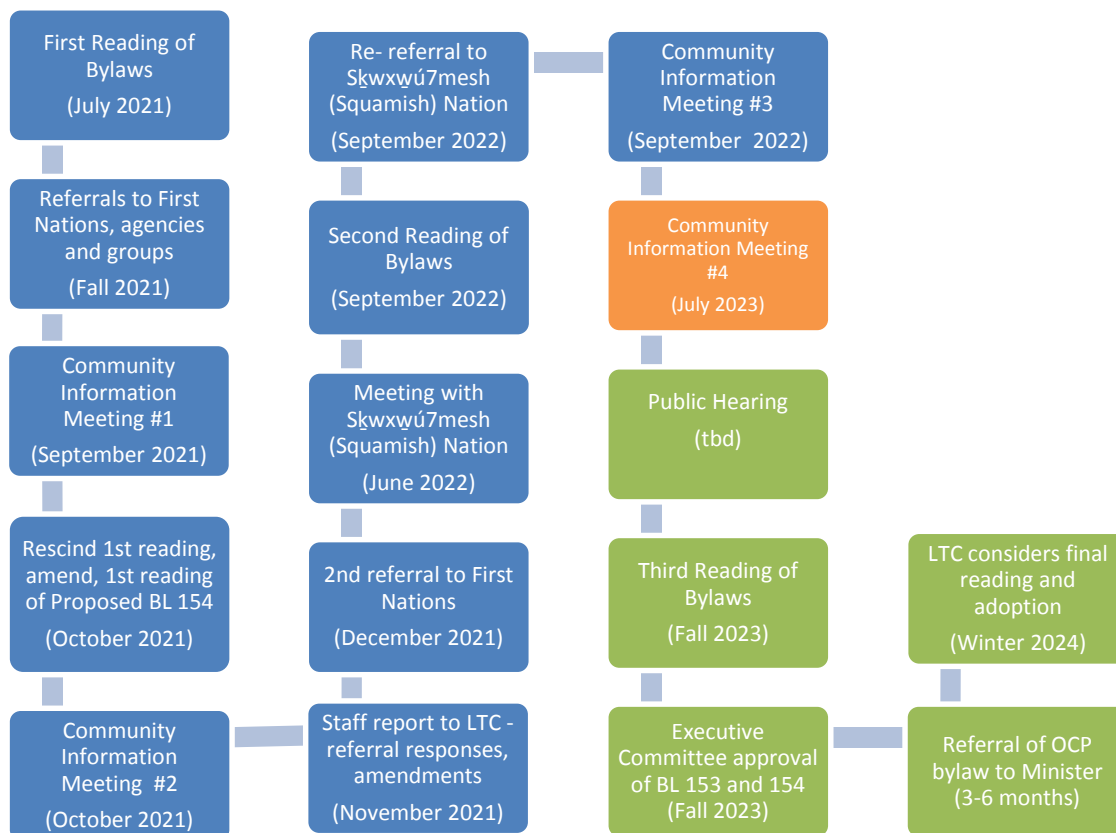 First Reading of
Bylaws
(July 2021)
Referrals to First
Nations, agencies
and groups
(Fall 2021)
Community
Information
Meeting #1
(September 2021)
Rescind 1st reading,
amend, 1st reading
of Proposed BL 154
(October 2021)
Community
Information
Meeting #2
(October 2021)
Staff report to LTC -
referral responses,
amendments
(November 2021)
2nd referral to First
Nations
(December 2021)
Meeting with
Sḵwxwú7mesh
(Squamish) Nation
(June 2022)
Second Reading of
Bylaws
(September 2022)
Re- referral to
Sḵwxwú7mesh
(Squamish) Nation
(September 2022)
Community
Information
Meeting #3
(September 2022)
Community
Information Meeting
#4
(July 2023)
Public Hearing
(tbd)
Third Reading of
Bylaws
(Fall 2023)
Executive
Committee approval
of BL 153 and 154
(Fall 2023)
Referral of OCP
bylaw to Minister
(3-6 months)
LTC considers final
reading and
adoption
(Winter 2024)